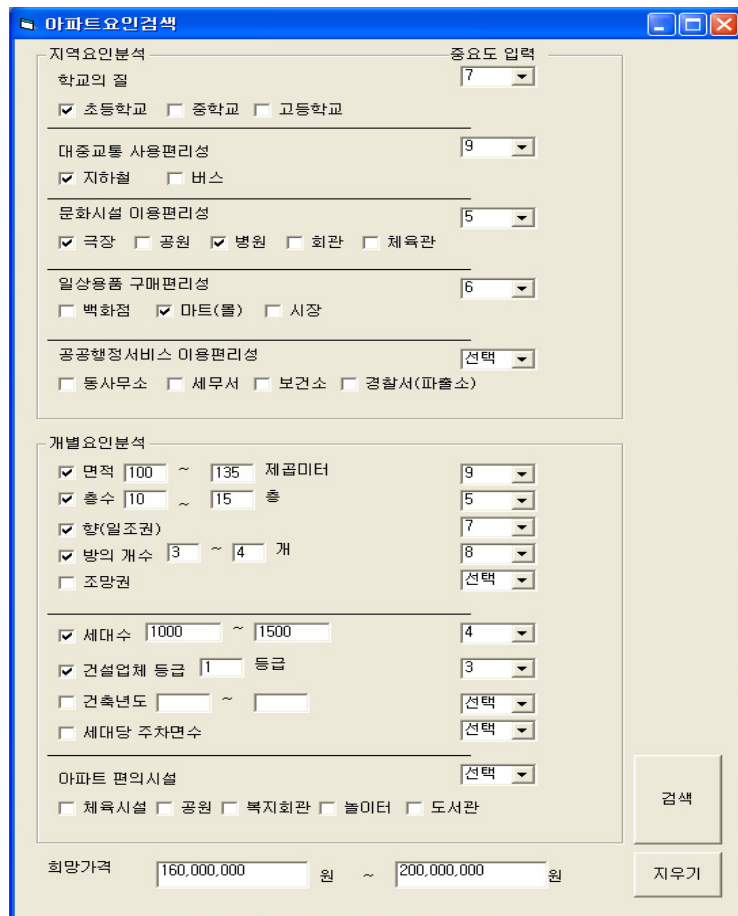 아파트요인검색
지역요인분석 중요도 입력
학교의 질 7
초등학교 중학교 고등학교
대중교통 사용편리성 9
지하철 버스
문화시설 이용편리성 5
극장 공원 병원 회관 체육관
일상용품 구매편리성 6
백화점 마트(몰) 시장
공공행정서비스 이용편리성 선택
동사무소 세무서 보건소 경찰서(파출소)
개별요인분석
면적 100 ~ 135 제곱미터 9
층수 10 ~ 15 층 5
향(일조권) 7
방의 개수 3 ~ 4 개 8
조망권 선택
세대수 1000 ~ 1500 4
건설업체 등급 1 등급 3
건축년도 ~ 선택
세대당 주차면수 선택
아파트 편의시설 선택
체육시설 공원 복지회관 놀이터 도서관
검색
희망가격 160,000,000 원 ~ 200,000,000 원
지우기